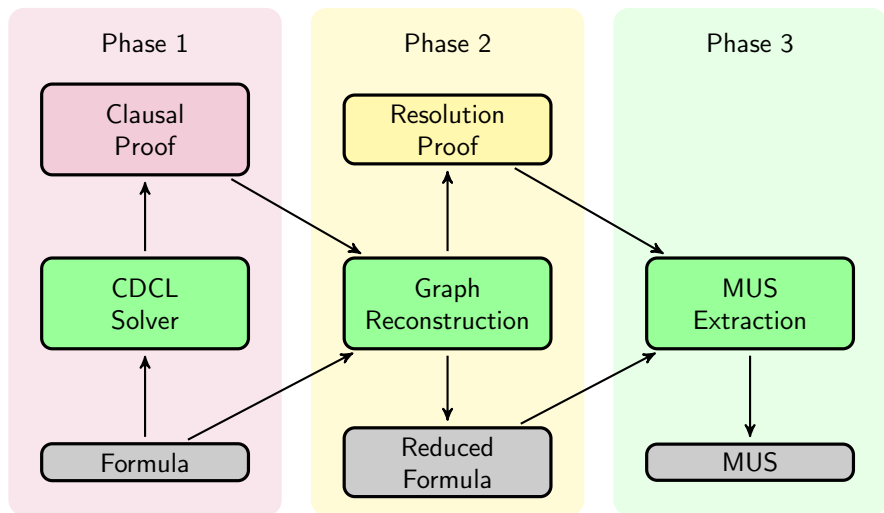 Phase 1
Clausal
Proof
CDCL
Solver
Formula
Phase 2
Resolution
Proof
Graph
Reconstruction
Reduced
Formula
Phase 3
MUS
Extraction
MUS